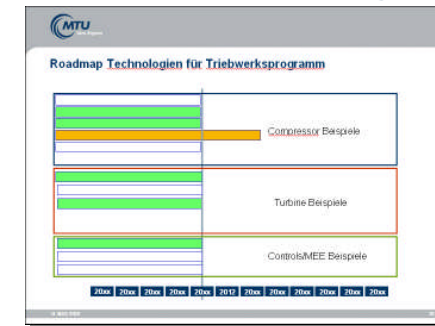 MTU
Roadmap Technologien für Triebwerksprogramm
Compressor Beispiele
Turbine Beispiele
Controls/MEE Beispiele
20xx 20xx 20xx 20xx 20xx 2012 20xx 20xx 20xx 20xx 20xx 20xx